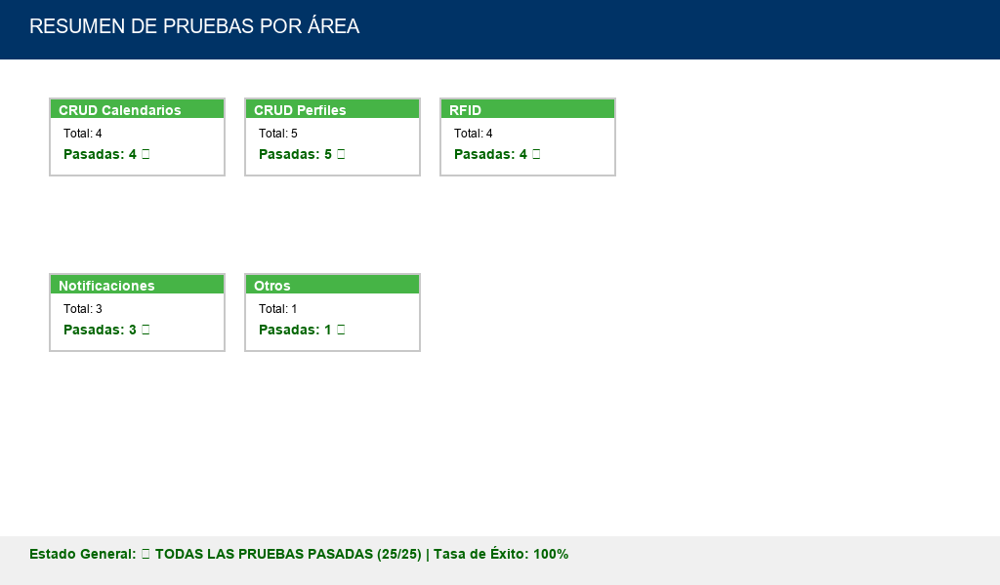 RESUMEN DE PRUEBAS POR ÁREA
CRUD Calendarios
Total: 4
Pasadas: 4 
CRUD Perfiles
Total: 5
Pasadas: 5 
RFID
Total: 4
Pasadas: 4 
Notificaciones
Total: 3
Pasadas: 3 
Otros
Total: 1
Pasadas: 1 
Estado General: TODAS LAS PRUEBAS PASADAS (25/25) | Tasa de Éxito: 100%